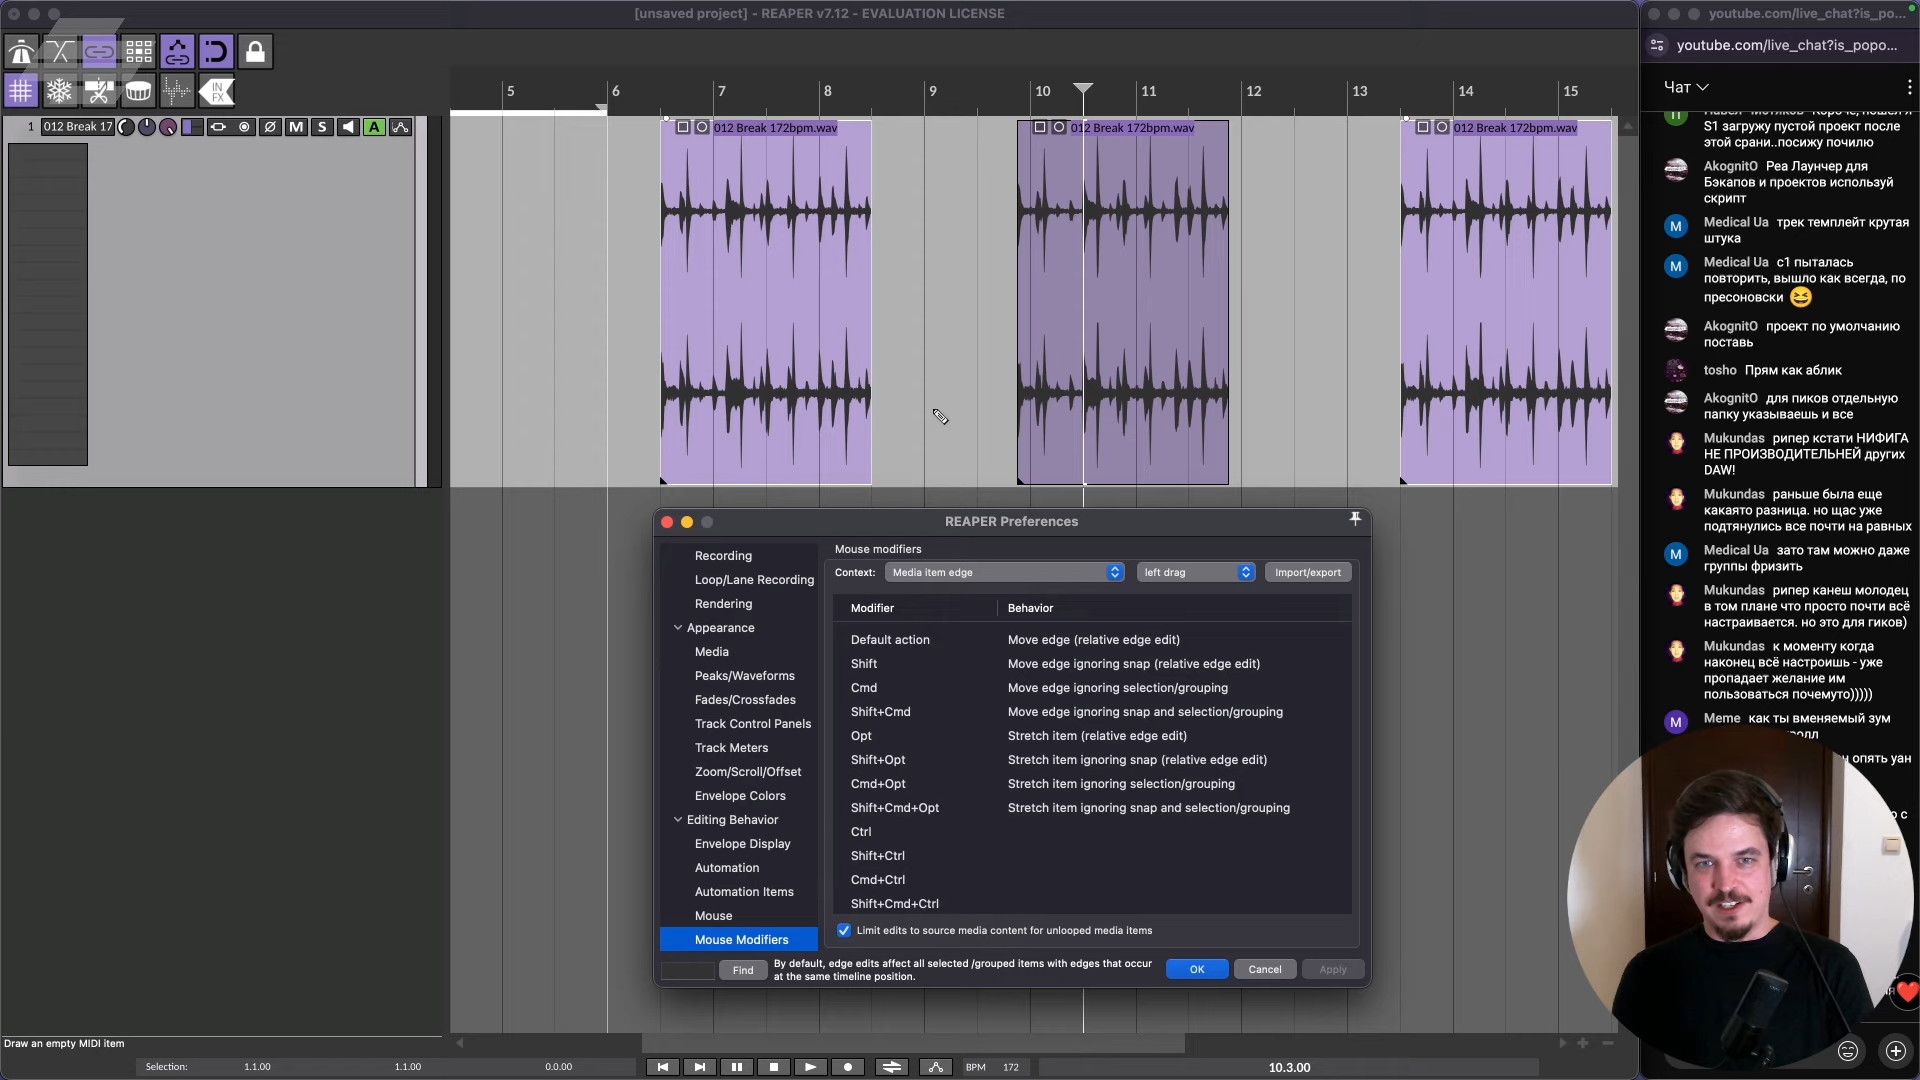 [unsaved project] - REAPER v7.12 - EVALUATION LICENSE
youtube.com/live_chat?is_po...
youtube.com/live_chat?is_popo...
IN
FX
Чат
5 6 7 8 9 10 11 12 13 14 15
1 012 Break 17 M S A
012 Break 172bpm.wav
012 Break 172bpm.wav
012 Break 172bpm.wav
S1 загружу пустой проект после
этой срани..посижу почилю
AkognitO Реа Лаунчер для
Бэкапов и проектов используй
скрипт
M Medical Ua трек темплейт крутая
штука
M Medical Ua с1 пыталась
повторить, вышло как всегда, по
пресоновски
AkognitO проект по умолчанию
поставь
tosho Прям как аблик
AkognitO для пиков отдельную
папку указываешь и все
Mukundas рипер кстати НИФИГА
НЕ ПРОИЗВОДИТЕЛЬНЕЙ других
DAW!
Mukundas раньше была еще
какаято разница. но щас уже
подтянулись все почти на равных
M Medical Ua зато там можно даже
группы фризить
Mukundas рипер канеш молодец
в том плане что просто почти всё
настраивается. но это для гиков)
Mukundas к моменту когда
наконец всё настроишь - уже
пропадает желание им
пользоваться почемуто)))))
M Meme как ты вменяемый зум
опять уан
REAPER Preferences
Recording
Loop/Lane Recording
Rendering
Appearance
Media
Peaks/Waveforms
Fades/Crossfades
Track Control Panels
Track Meters
Zoom/Scroll/Offset
Envelope Colors
Editing Behavior
Envelope Display
Automation
Automation Items
Mouse
Mouse Modifiers
Find
Mouse modifiers
Context: Media item edge left drag Import/export
Modifier Behavior
Default action Move edge (relative edge edit)
Shift Move edge ignoring snap (relative edge edit)
Cmd Move edge ignoring selection/grouping
Shift+Cmd Move edge ignoring snap and selection/grouping
Opt Stretch item (relative edge edit)
Shift+Opt Stretch item ignoring snap (relative edge edit)
Cmd+Opt Stretch item ignoring selection/grouping
Shift+Cmd+Opt Stretch item ignoring snap and selection/grouping
Ctrl
Shift+Ctrl
Cmd+Ctrl
Shift+Cmd+Ctrl
Limit edits to source media content for unlooped media items
By default, edge edits affect all selected /grouped items with edges that occur
at the same timeline position.
OK Cancel Apply
Draw an empty MIDI item
Selection: 1.1.00 1.1.00 0.0.00
BPM 172
10.3.00